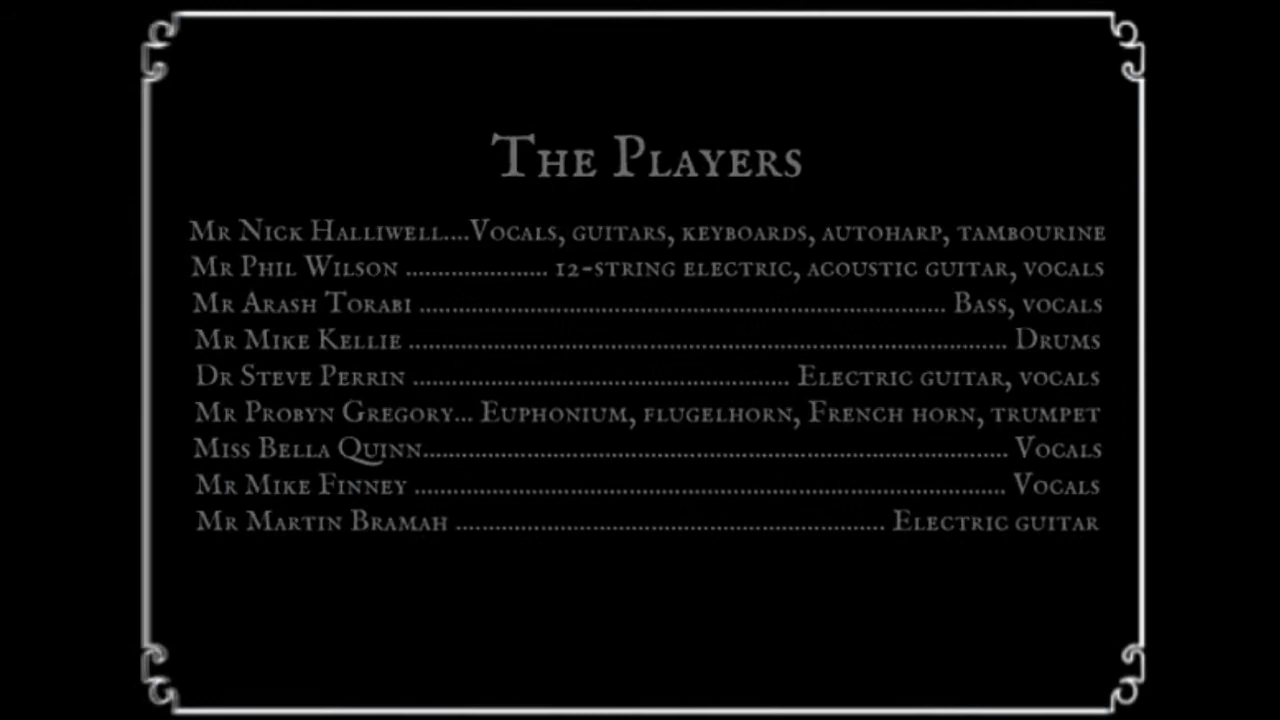 The Players
Mr Nick Halliwell....Vocals, guitars, keyboards, autoharp, tambourine
Mr Phil Wilson ..................... 12-string electric, acoustic guitar, vocals
Mr Arash Torabi ................................................................................ Bass, vocals
Mr Mike Kellie ........................................................................................... Drums
Dr Steve Perrin ......................................................... Electric guitar, vocals
Mr Probyn Gregory... Euphonium, flugelhorn, French horn, trumpet
Miss Bella Quinn......................................................................................... Vocals
Mr Mike Finney .......................................................................................... Vocals
Mr Martin Bramah ................................................................. Electric guitar